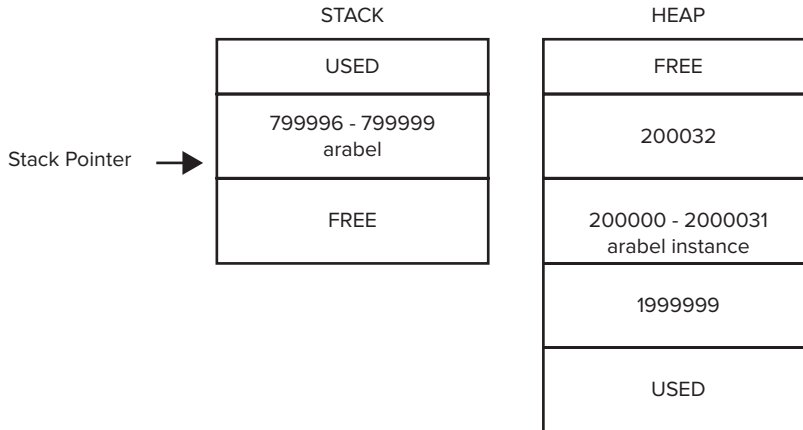 STACK
USED
799996 - 799999
arabel
Stack Pointer
FREE
HEAP
FREE
200032
200000 - 2000031
arabel instance
1999999
USED